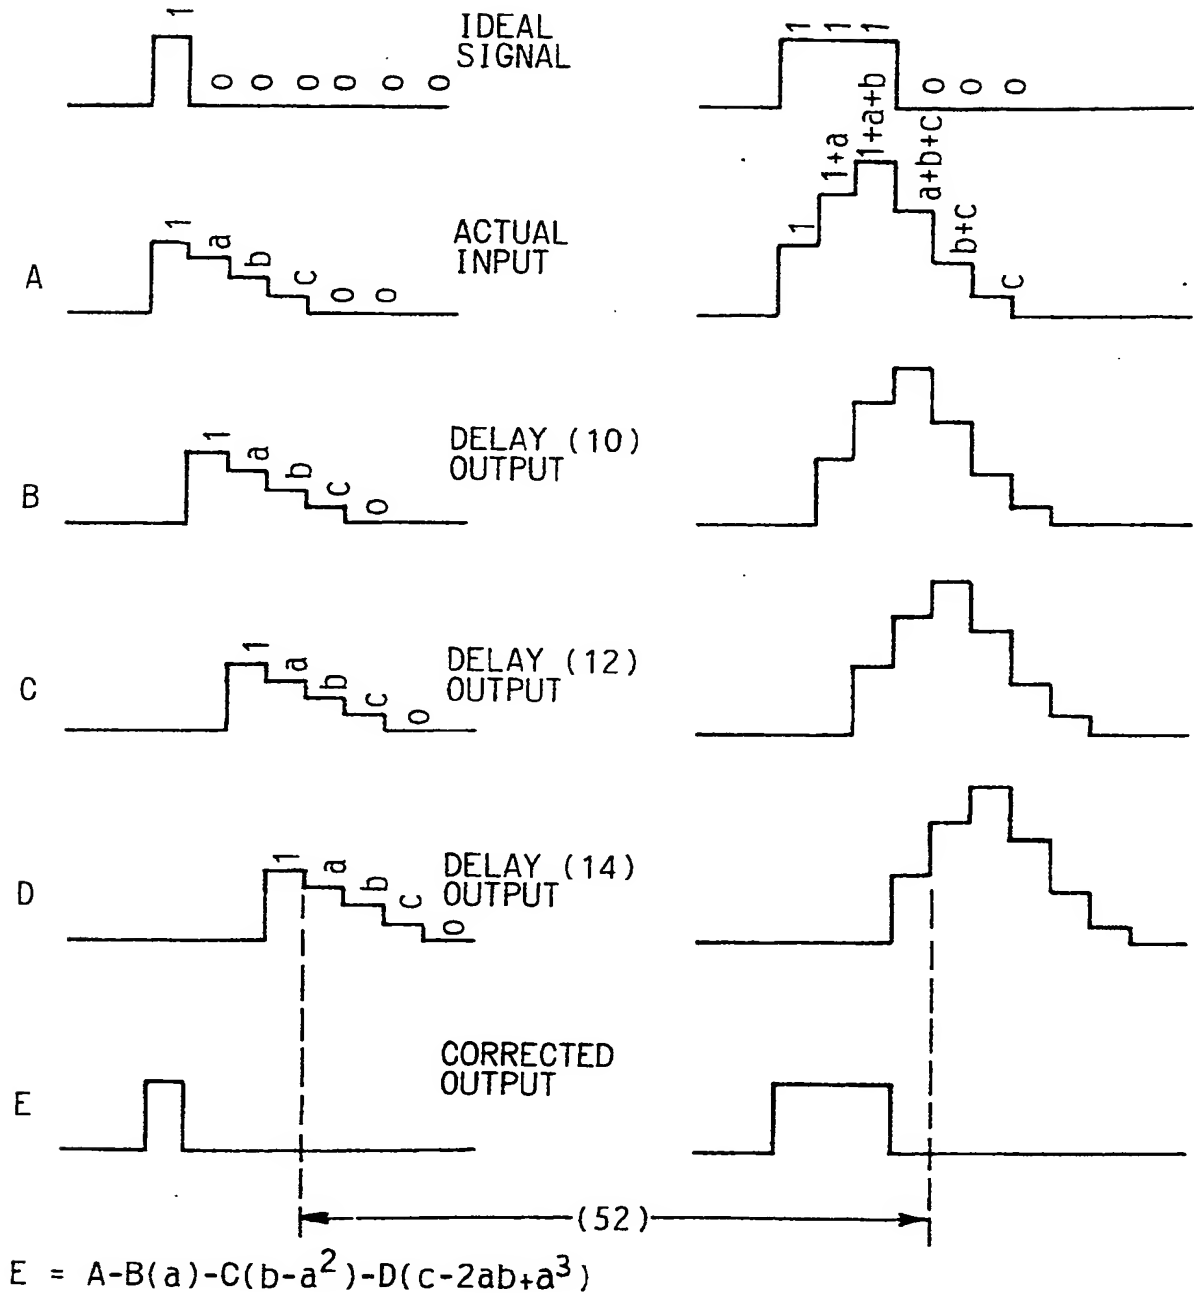 1
IDEAL
SIGNAL
0 0 0 0 0 0
1 1 1
0 0 0
A
1 a b c 0 0
ACTUAL
INPUT
1 1+a 1+a+b a+b+c b+c c
B
1 a b c 0
DELAY (10)
OUTPUT
C
1 a b c 0
DELAY (12)
OUTPUT
D
1 a b c 0
DELAY (14)
OUTPUT
E
CORRECTED
OUTPUT
(52)
E = A-B(a)-C(b-a²)-D(c-2ab+a³)